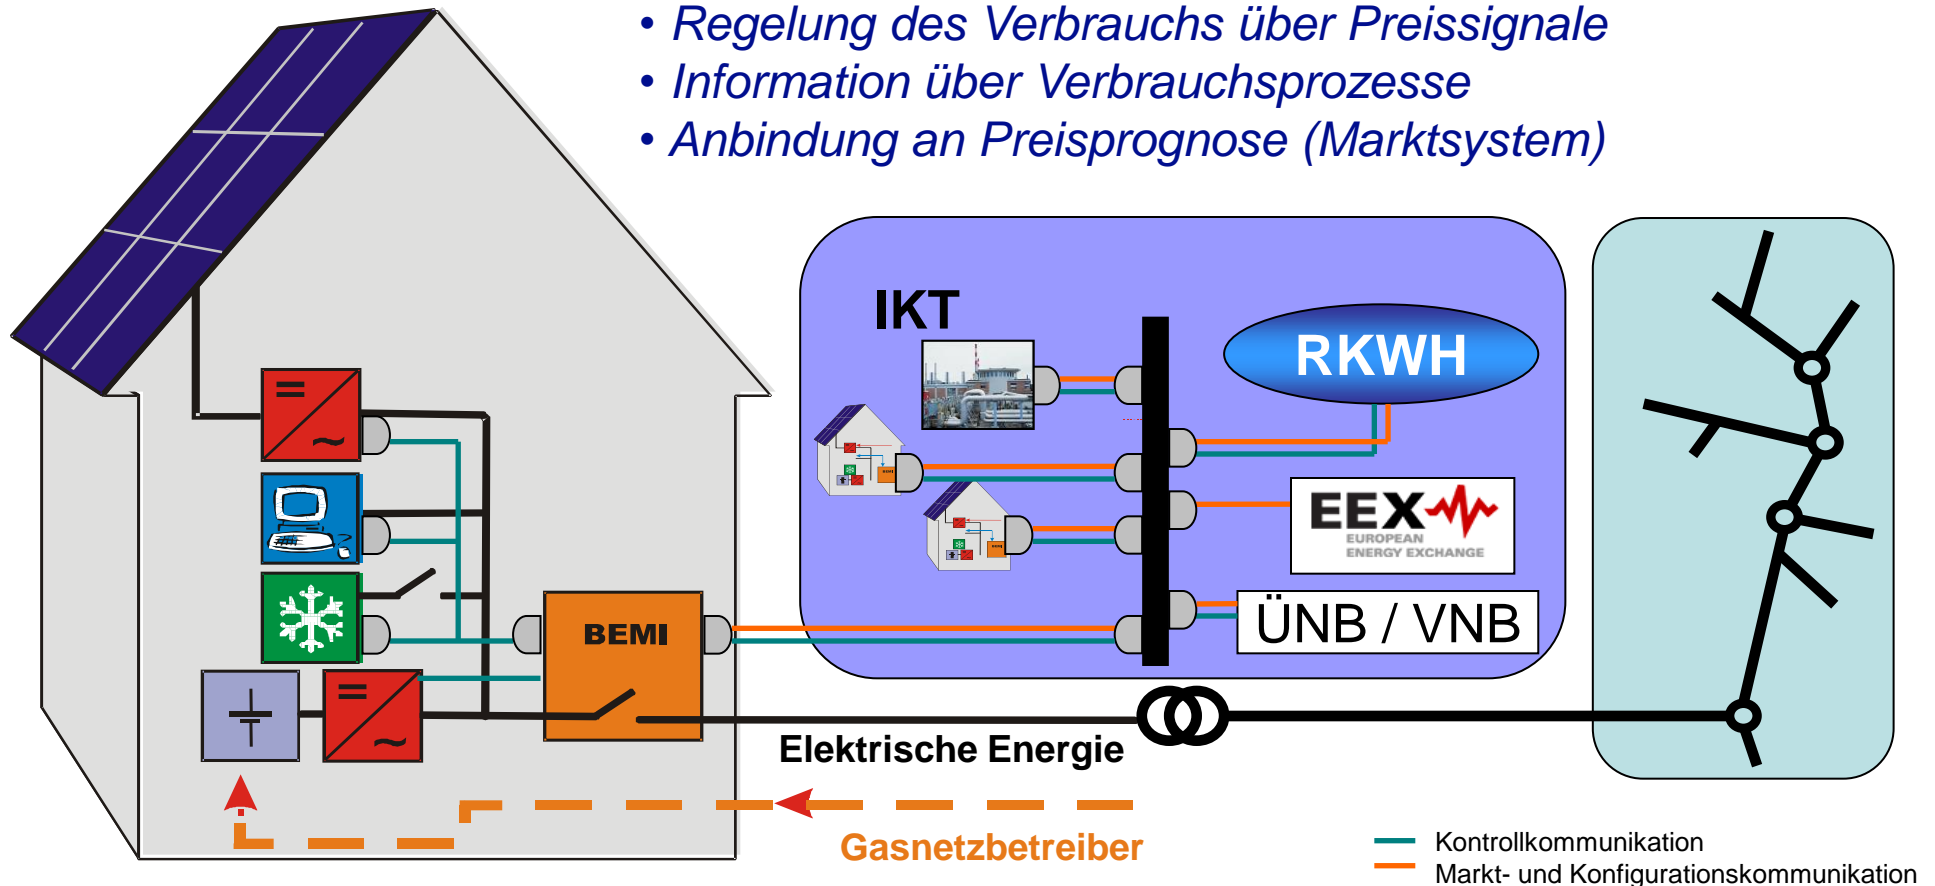 • Regelung des Verbrauchs über Preissignale
• Information über Verbrauchsprozesse
• Anbindung an Preisprognose (Marktsystem)
IKT
RKWH
EEX
EUROPEAN
ENERGY EXCHANGE
ÜNB / VNB
BEMI
Elektrische Energie
Gasnetzbetreiber
Kontrollkommunikation
Markt- und Konfigurationskommunikation